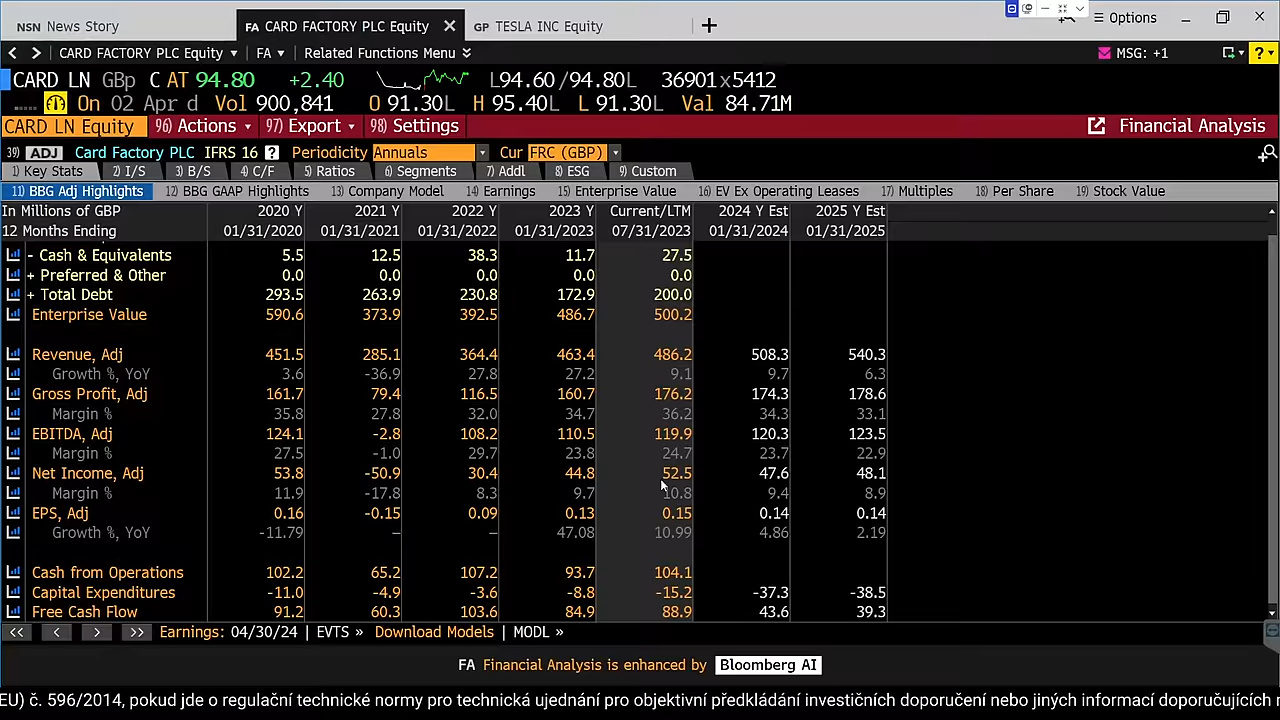 NSN News Story FA CARD FACTORY PLC Equity GP TESLA INC Equity Options
CARD FACTORY PLC Equity FA Related Functions Menu MSG: +1 ?
CARD LN GBp C AT 94.80 +2.40 L94.60/94.80L 36901x5412
On 02 Apr d Vol 900,841 O 91.30L H 95.40L L 91.30L Val 84.71M
CARD LN Equity 96) Actions 97) Export 98) Settings Financial Analysis
39) ADJ Card Factory PLC IFRS 16 ? Periodicity Annuals Cur FRC (GBP)
1) Key Stats 2) I/S 3) B/S 4) C/F 5) Ratios 6) Segments 7) Addl 8) ESG 9) Custom
11) BBG Adj Highlights 12) BBG GAAP Highlights 13) Company Model 14) Earnings 15) Enterprise Value 16) EV Ex Operating Leases 17) Multiples 18) Per Share 19) Stock Value
In Millions of GBP 2020 Y 2021 Y 2022 Y 2023 Y Current/LTM 2024 Y Est 2025 Y Est
12 Months Ending 01/31/2020 01/31/2021 01/31/2022 01/31/2023 07/31/2023 01/31/2024 01/31/2025
- Cash & Equivalents 5.5 12.5 38.3 11.7 27.5
+ Preferred & Other 0.0 0.0 0.0 0.0 0.0
+ Total Debt 293.5 263.9 230.8 172.9 200.0
Enterprise Value 590.6 373.9 392.5 486.7 500.2
Revenue, Adj 451.5 285.1 364.4 463.4 486.2 508.3 540.3
Growth %, YoY 3.6 -36.9 27.8 27.2 9.1 9.7 6.3
Gross Profit, Adj 161.7 79.4 116.5 160.7 176.2 174.3 178.6
Margin % 35.8 27.8 32.0 34.7 36.2 34.3 33.1
EBITDA, Adj 124.1 -2.8 108.2 110.5 119.9 120.3 123.5
Margin % 27.5 -1.0 29.7 23.8 24.7 23.7 22.9
Net Income, Adj 53.8 -50.9 30.4 44.8 52.5 47.6 48.1
Margin % 11.9 -17.8 8.3 9.7 10.8 9.4 8.9
EPS, Adj 0.16 -0.15 0.09 0.13 0.15 0.14 0.14
Growth %, YoY -11.79 – – 47.08 10.99 4.86 2.19
Cash from Operations 102.2 65.2 107.2 93.7 104.1
Capital Expenditures -11.0 -4.9 -3.6 -8.8 -15.2 -37.3 -38.5
Free Cash Flow 91.2 60.3 103.6 84.9 88.9 43.6 39.3
<< < > >> Earnings: 04/30/24 | EVTS » Download Models | MODL »
FA Financial Analysis is enhanced by Bloomberg AI
EU) č. 596/2014, pokud jde o regulační technické normy pro technická ujednání pro objektivní předkládání investičních doporučení nebo jiných informací doporučujících